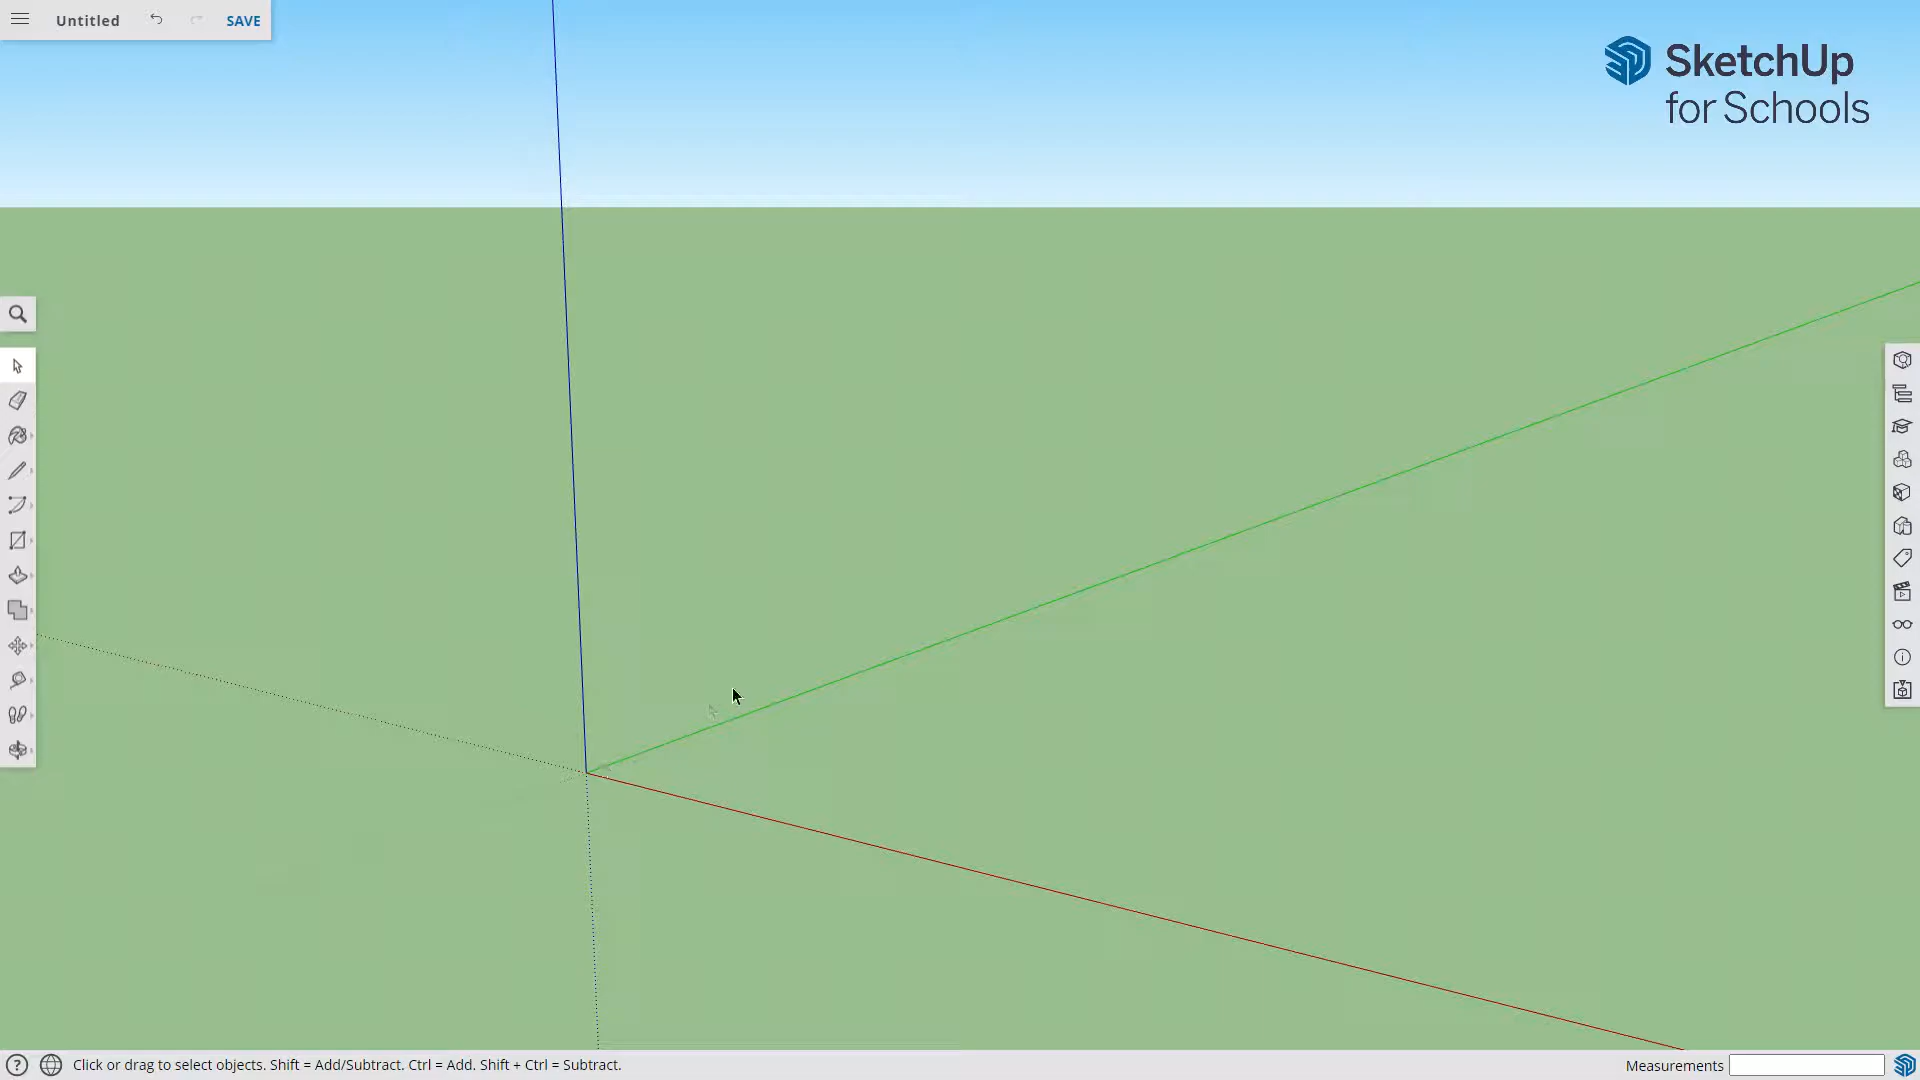 Untitled
SAVE
SketchUp
for Schools
Click or drag to select objects. Shift = Add/Subtract. Ctrl = Add. Shift + Ctrl = Subtract.
Measurements